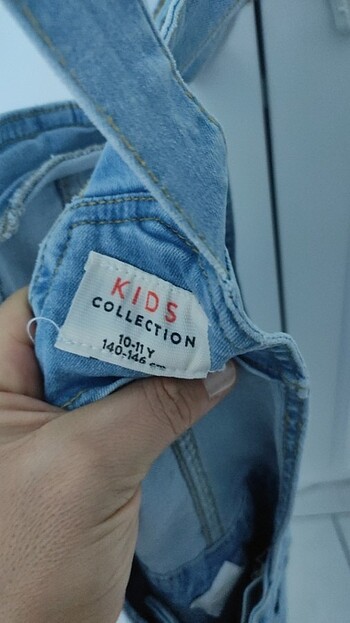 KIDS
COLLECTION
10-11 Y
140-146 cm